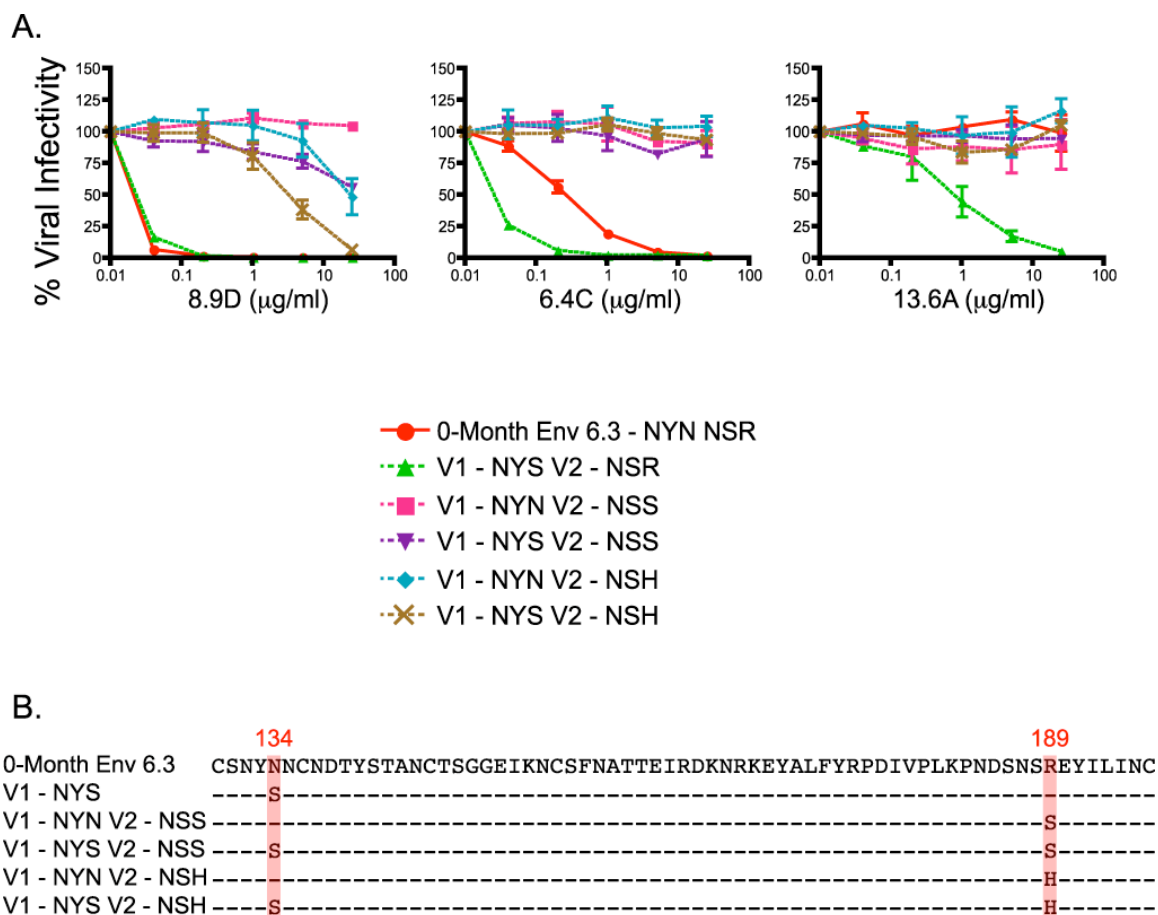 A.
% Viral Infectivity
150 125 100 75 50 25 0
0.01 0.1 1 10 100
8.9D (μg/ml)
150 125 100 75 50 25 0
0.01 0.1 1 10 100
6.4C (μg/ml)
150 125 100 75 50 25 0
0.01 0.1 1 10 100
13.6A (μg/ml)
0-Month Env 6.3 - NYN NSR
V1 - NYS V2 - NSR
V1 - NYN V2 - NSS
V1 - NYS V2 - NSS
V1 - NYN V2 - NSH
V1 - NYS V2 - NSH
B.
134 189
0-Month Env 6.3 CSNYNNCNDTYSTANCTSGGEIKNCSFNATTEIRDKNRKEYALFYRPDIVPLKPNDSNSREYILINC
V1 - NYS ----S--------------------------------------------------------------
V1 - NYN V2 - NSS ----------------------------------------------------------S--------
V1 - NYS V2 - NSS ----S-----------------------------------------------------S--------
V1 - NYN V2 - NSH ----------------------------------------------------------H--------
V1 - NYS V2 - NSH ----S-----------------------------------------------------H--------